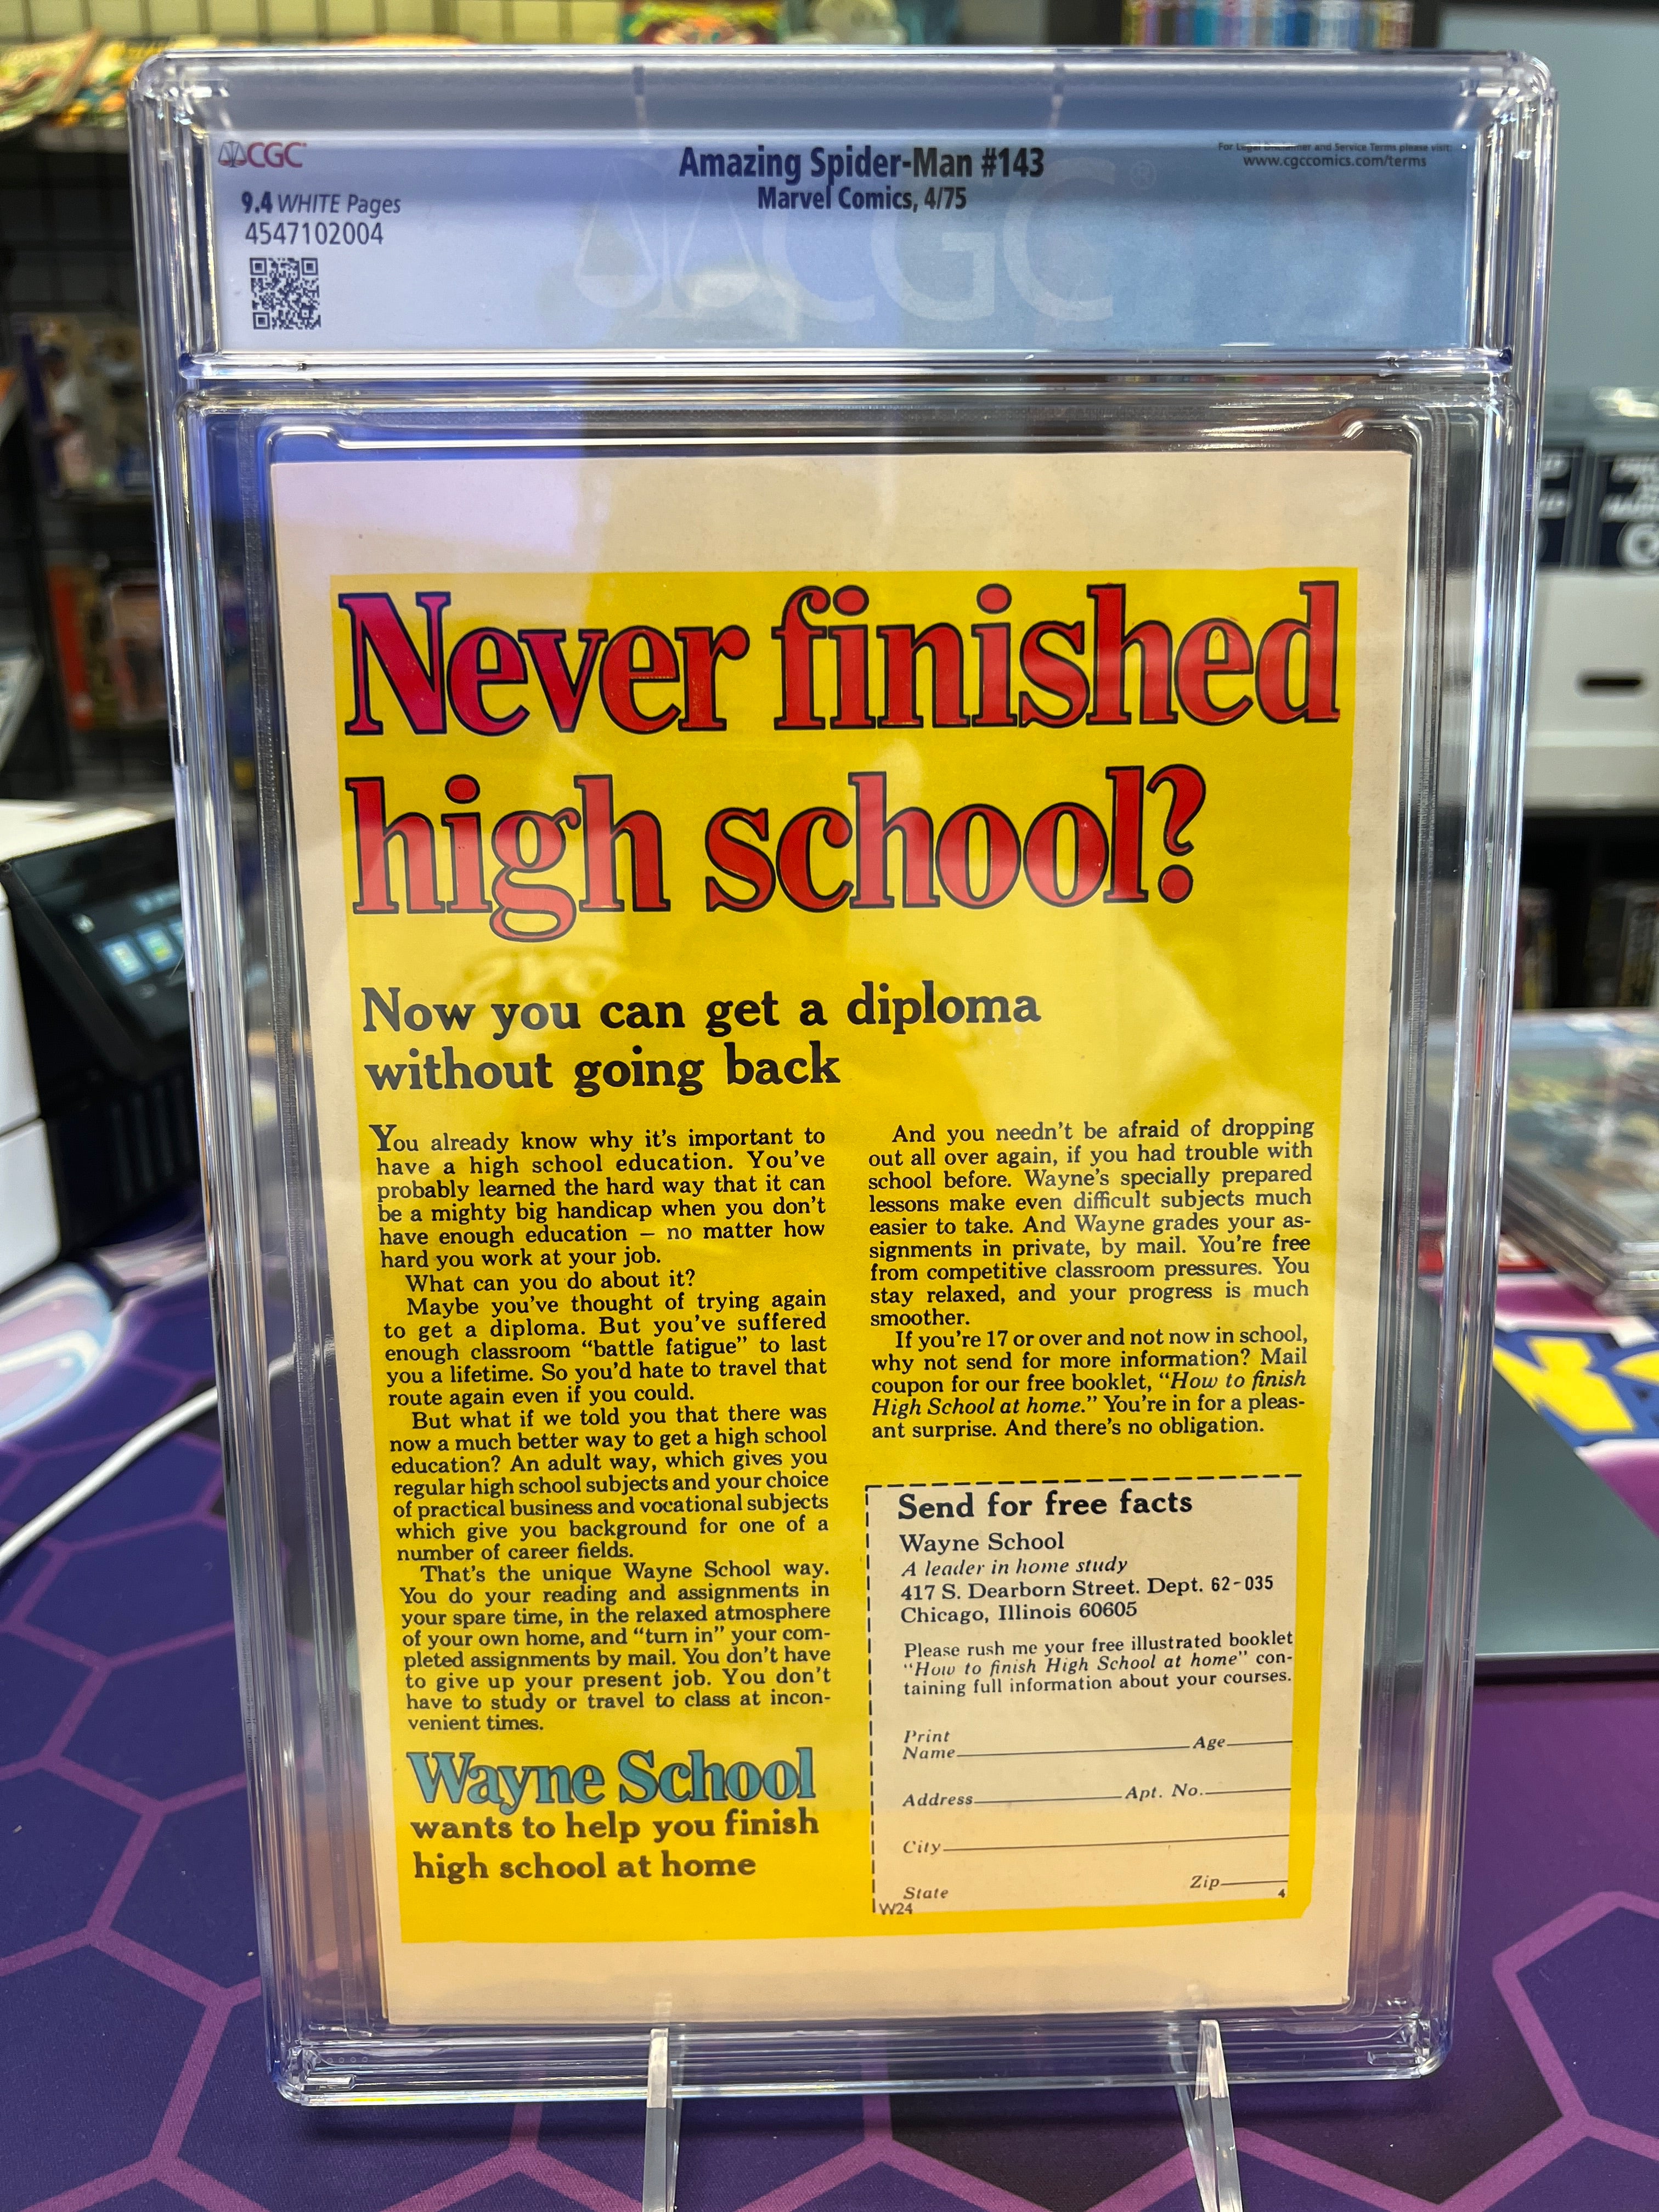 CGC
9.4 WHITE Pages
4547102004
Amazing Spider-Man #143
Marvel Comics, 4/75
For Legal Disclaimer and Service Terms please visit:
www.cgccomics.com/terms
CGC
Never finished
high school?
Now you can get a diploma
without going back
You already know why it's important to
have a high school education. You've
probably learned the hard way that it can
be a mighty big handicap when you don't
have enough education — no matter how
hard you work at your job.
What can you do about it?
Maybe you've thought of trying again
to get a diploma. But you've suffered
enough classroom "battle fatigue" to last
you a lifetime. So you'd hate to travel that
route again even if you could.
But what if we told you that there was
now a much better way to get a high school
education? An adult way, which gives you
regular high school subjects and your choice
of practical business and vocational subjects
which give you background for one of a
number of career fields.
That's the unique Wayne School way.
You do your reading and assignments in
your spare time, in the relaxed atmosphere
of your own home, and "turn in" your com-
pleted assignments by mail. You don't have
to give up your present job. You don't
have to study or travel to class at incon-
venient times.
Wayne School
wants to help you finish
high school at home
And you needn't be afraid of dropping
out all over again, if you had trouble with
school before. Wayne's specially prepared
lessons make even difficult subjects much
easier to take. And Wayne grades your as-
signments in private, by mail. You're free
from competitive classroom pressures. You
stay relaxed, and your progress is much
smoother.
If you're 17 or over and not now in school,
why not send for more information? Mail
coupon for our free booklet, "How to finish
High School at home." You're in for a pleas-
ant surprise. And there's no obligation.
Send for free facts
Wayne School
A leader in home study
417 S. Dearborn Street. Dept. 62-035
Chicago, Illinois 60605
Please rush me your free illustrated booklet
"How to finish High School at home" con-
taining full information about your courses.
Print
Name Age
Address Apt. No.
City
State Zip
W24 4